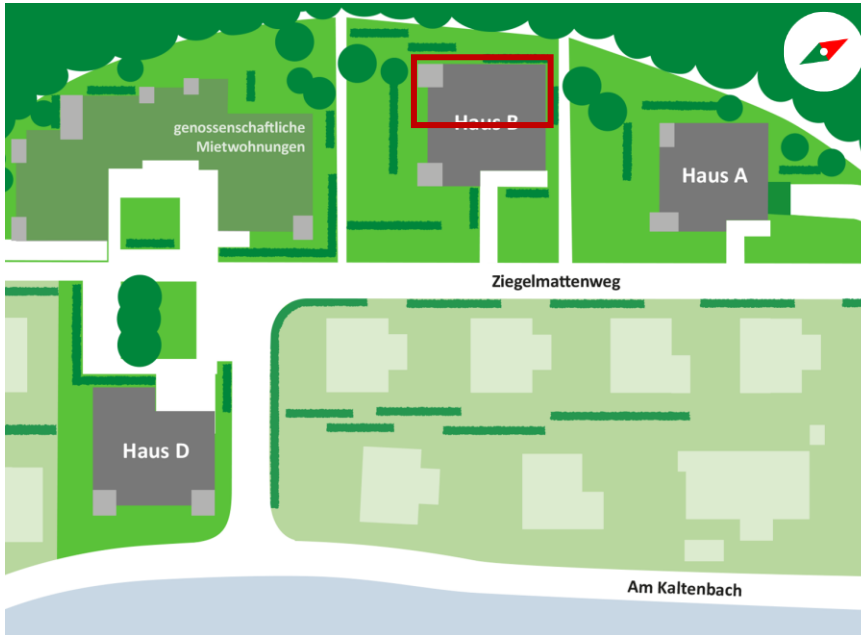 genossenschaftliche
Mietwohnungen
Haus B
Haus A
Ziegelmattenweg
Haus D
Am Kaltenbach